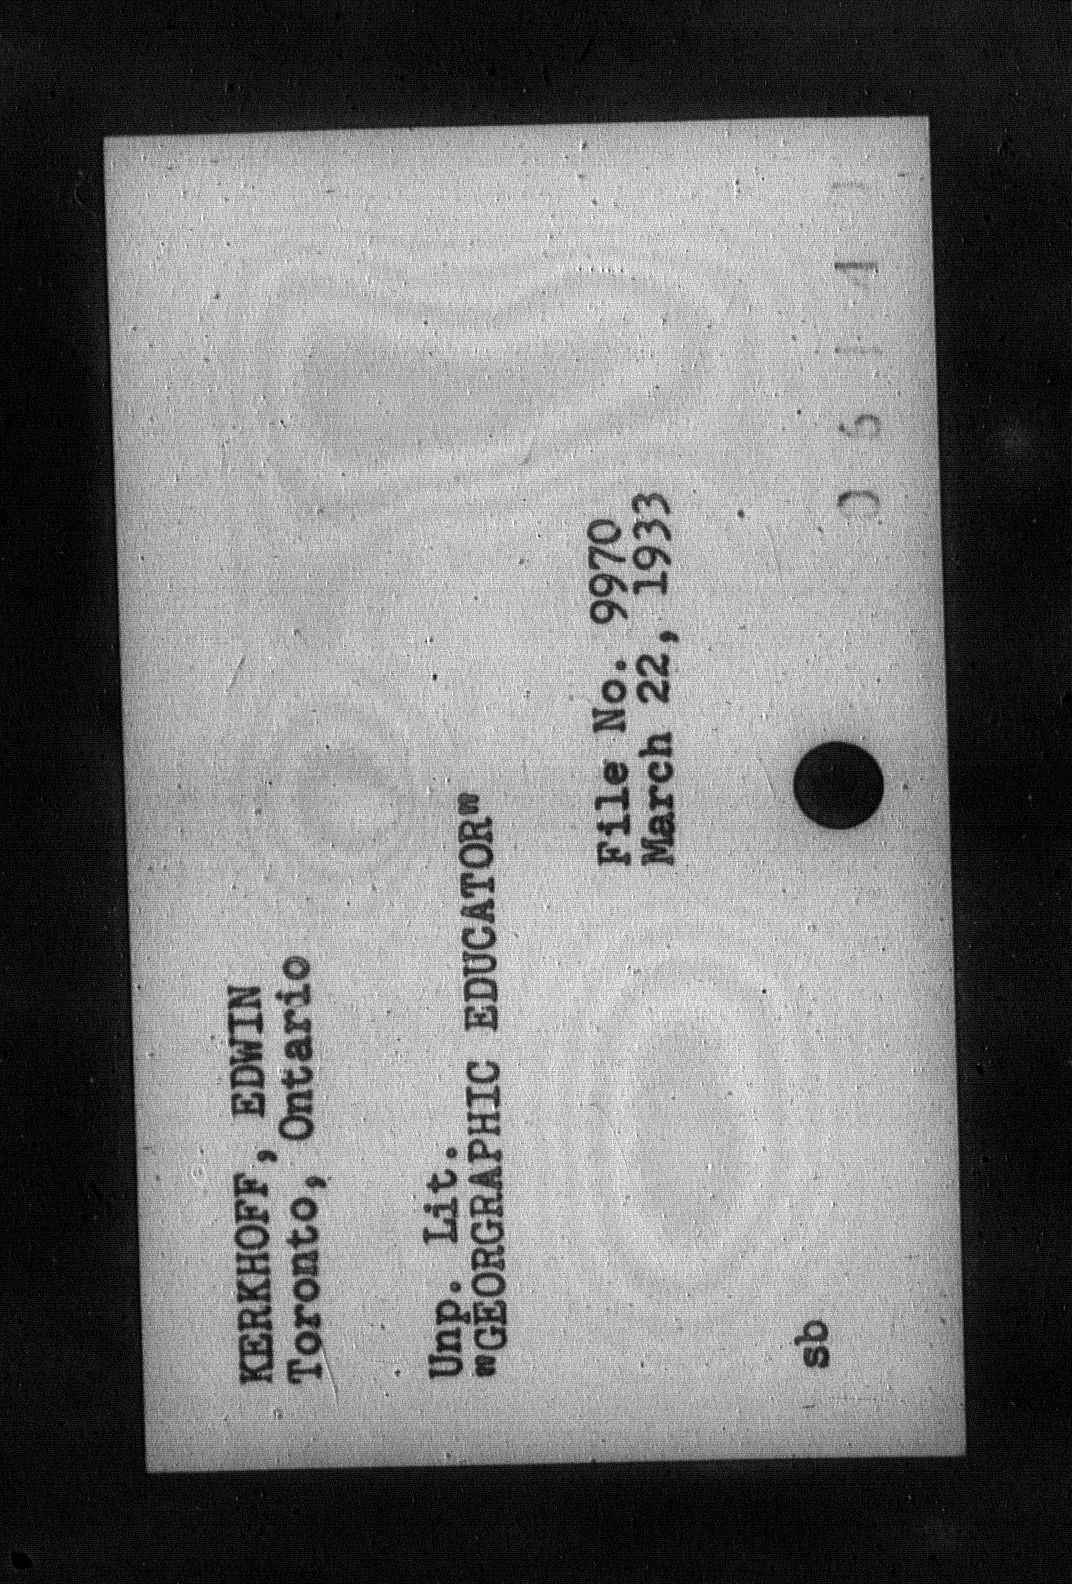 KERKHOFF, EDWIN
Toronto, Ontario
Unp. Lit.
"GEORGRAPHIC EDUCATOR"
File No. 9970
March 22, 1933
sb